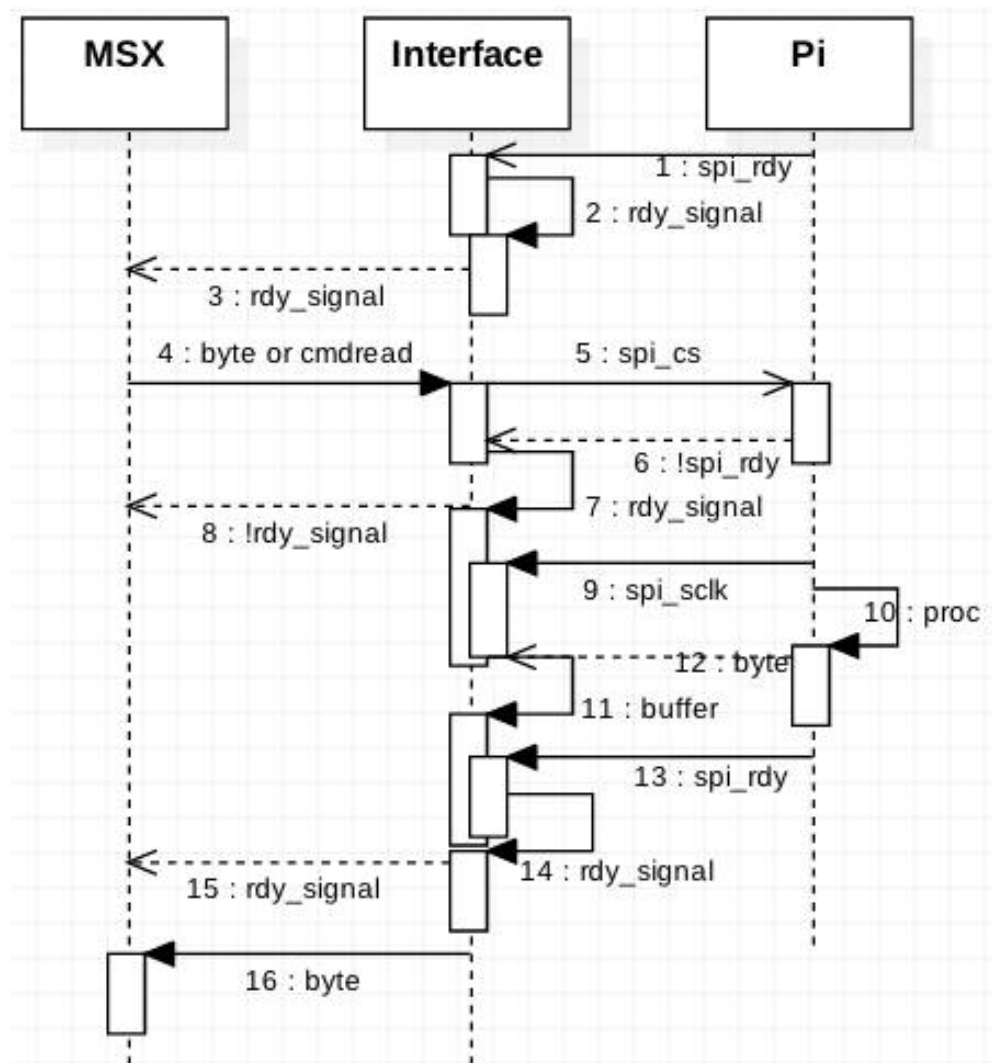 MSX
Interface
Pi
1 : spi_rdy
2 : rdy_signal
3 : rdy_signal
4 : byte or cmdread
5 : spi_cs
6 : !spi_rdy
7 : rdy_signal
8 : !rdy_signal
9 : spi_sclk
10 : proc
12 : byte
11 : buffer
13 : spi_rdy
14 : rdy_signal
15 : rdy_signal
16 : byte